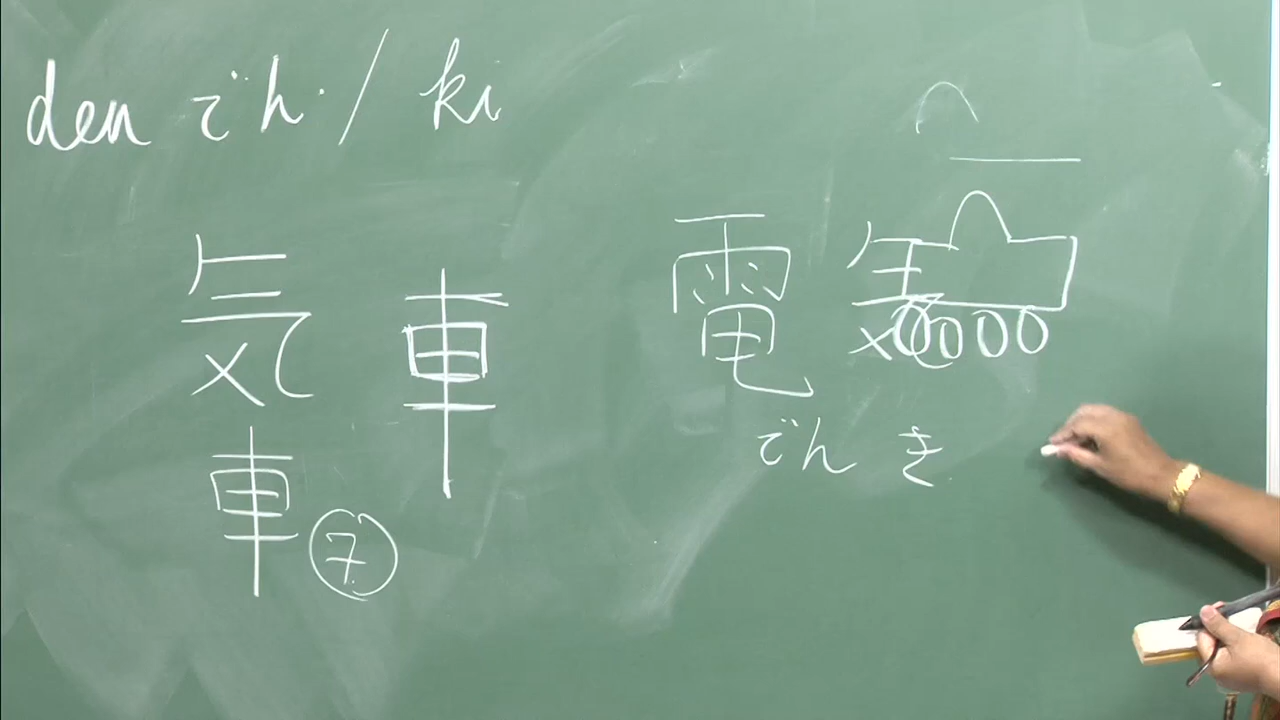 den でん / ki
気 車
車 7
電 気
でん き